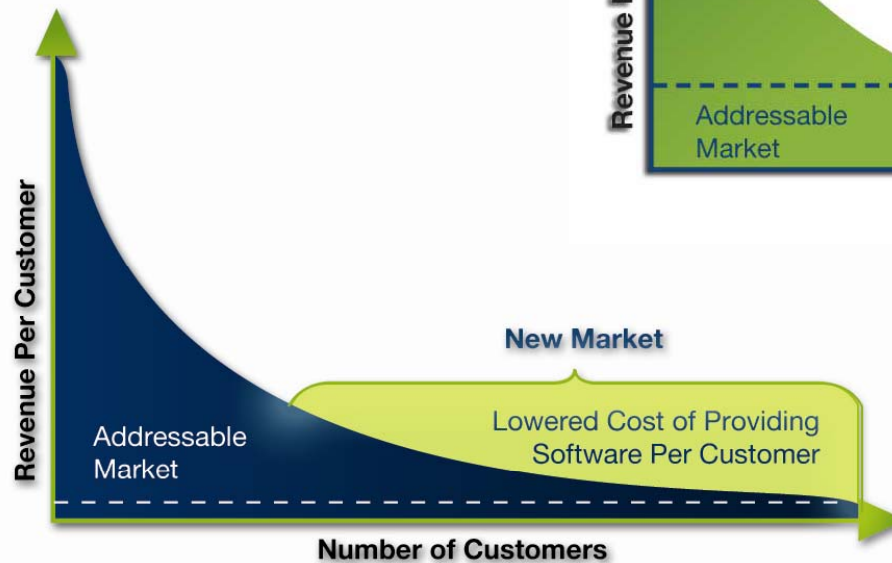 Revenue
Addressable
Market
Revenue Per Customer
New Market
Lowered Cost of Providing
Software Per Customer
Addressable
Market
Number of Customers